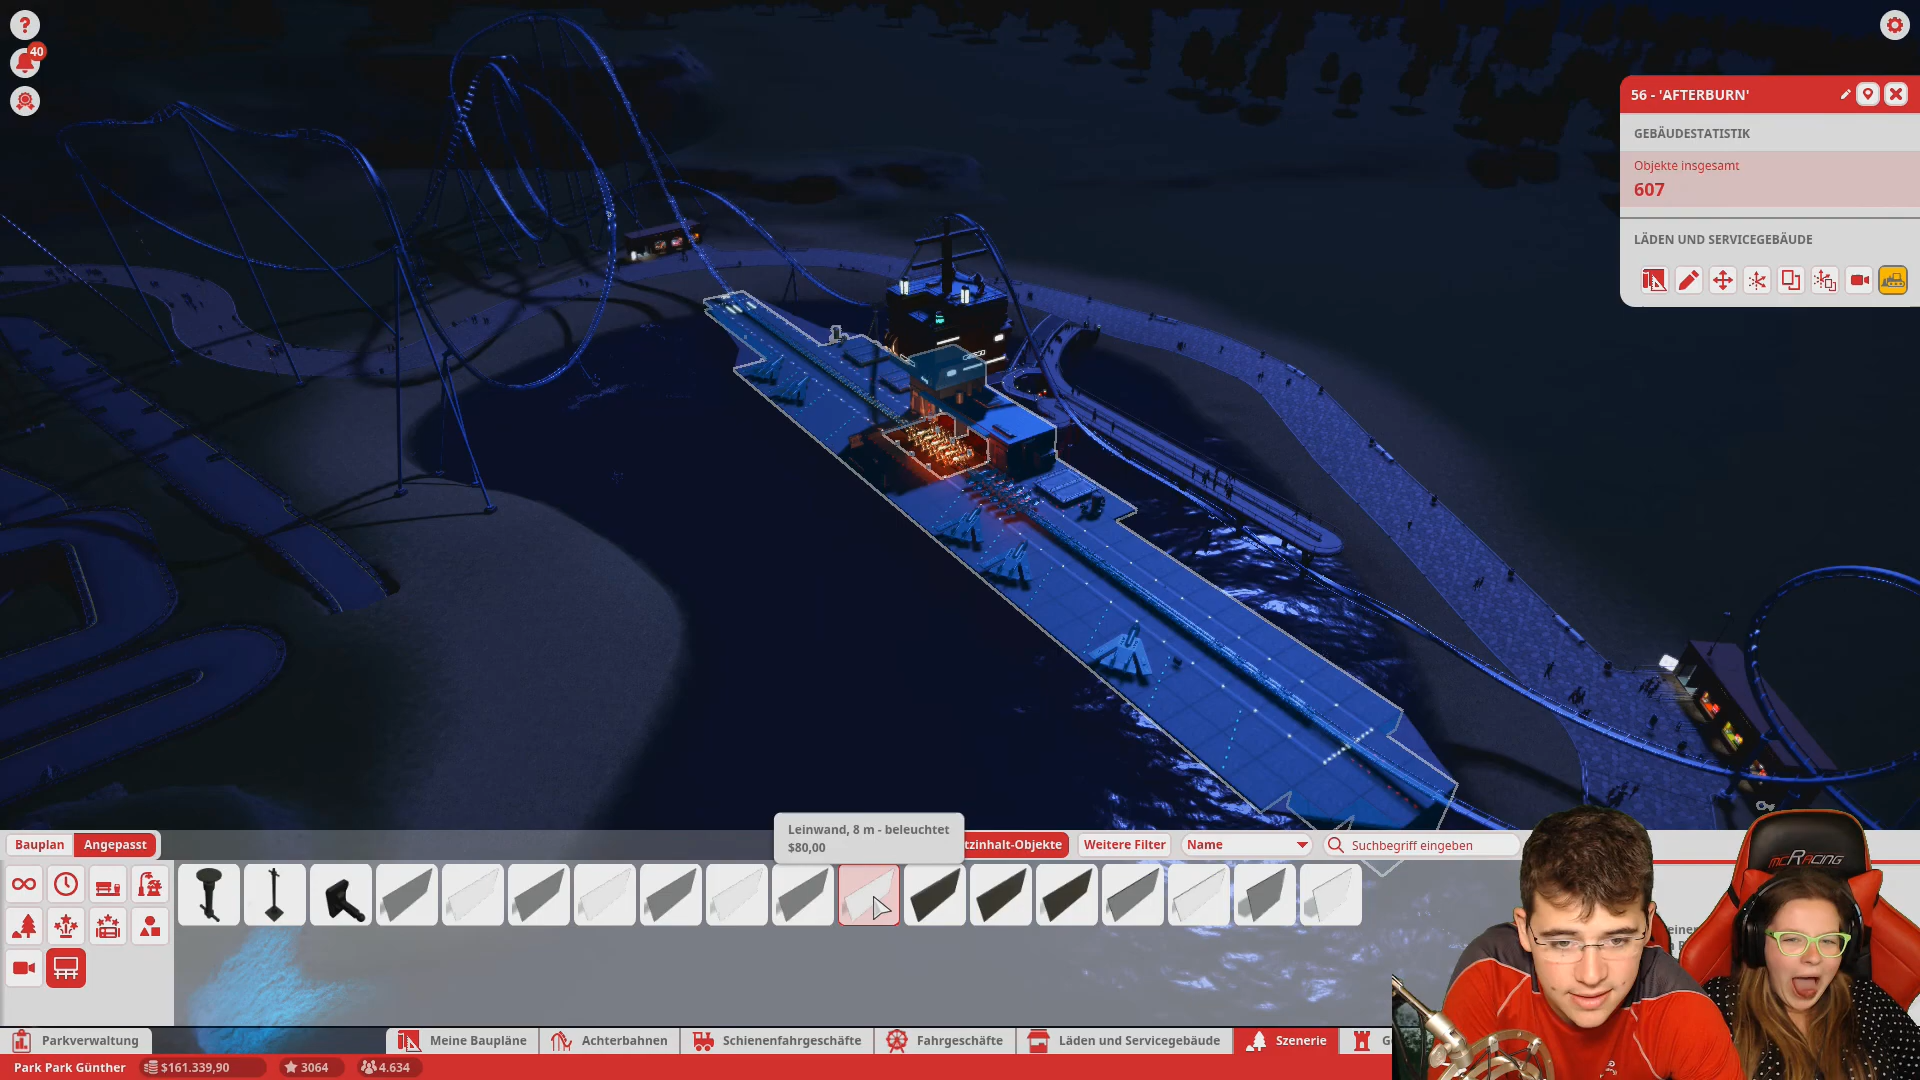 ?
40
56 - 'AFTERBURN'
GEBÄUDESTATISTIK
Objekte insgesamt
607
LÄDEN UND SERVICEGEBÄUDE
Leinwand, 8 m - beleuchtet
$80,00
Bauplan
Angepasst
tzinhalt-Objekte
Weitere Filter
Name
Suchbegriff eingeben
mcRacing
Parkverwaltung
Meine Baupläne
Achterbahnen
Schienenfahrgeschäfte
Fahrgeschäfte
Läden und Servicegebäude
Szenerie
G
Park Park Günther
$161.339,90
3064
4.634